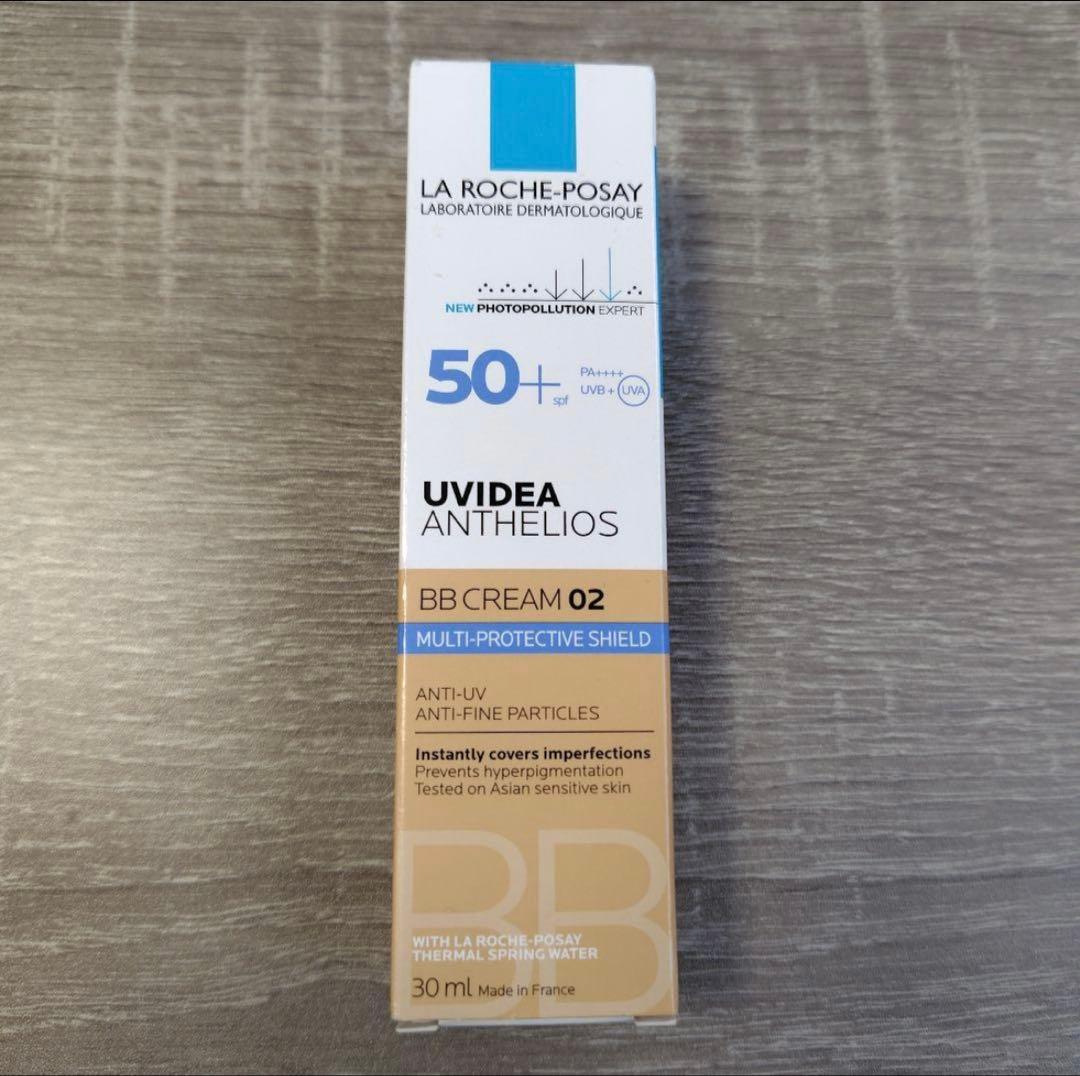 LA ROCHE-POSAY
LABORATOIRE DERMATOLOGIQUE
NEW PHOTOPOLLUTION EXPERT
50+ spf
PA++++
UVB + UVA
UVIDEA
ANTHELIOS
BB CREAM 02
MULTI-PROTECTIVE SHIELD
ANTI-UV
ANTI-FINE PARTICLES
Instantly covers imperfections
Prevents hyperpigmentation
Tested on Asian sensitive skin
BB
WITH LA ROCHE-POSAY
THERMAL SPRING WATER
30 ml Made in France